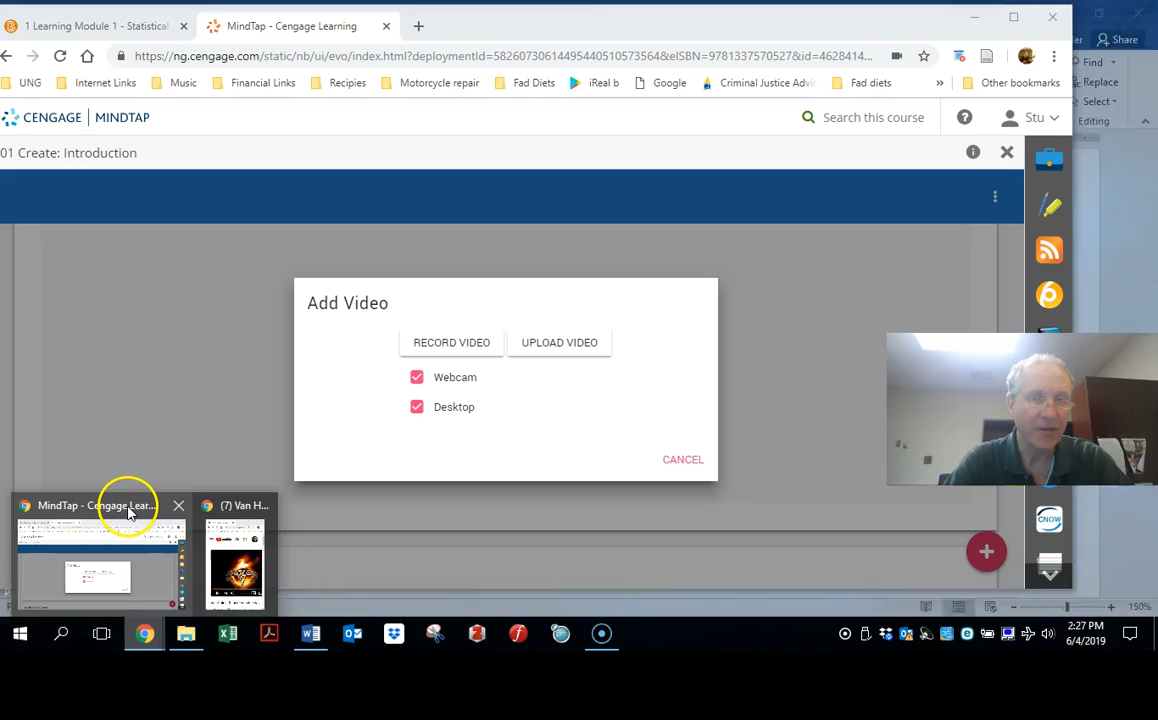 1 Learning Module 1 - Statistical
MindTap - Cengage Learning
https://ng.cengage.com/static/nb/ui/evo/index.html?deploymentId=582607306144954405105735​64&eISBN=9781337570527&id=4628414...
Share
UNG
Internet Links
Music
Financial Links
Recipies
Motorcycle repair
Fad Diets
iReal b
Google
Criminal Justice Advis
Fad diets
»
Other bookmarks
Find
Replace
Select
Editing
CENGAGE | MINDTAP
Search this course
Stu
01 Create: Introduction
Add Video
RECORD VIDEO
UPLOAD VIDEO
Webcam
Desktop
CANCEL
MindTap - Cengage Lear...
(7) Van H...
CNOW
150%
2:27 PM
6/4/2019